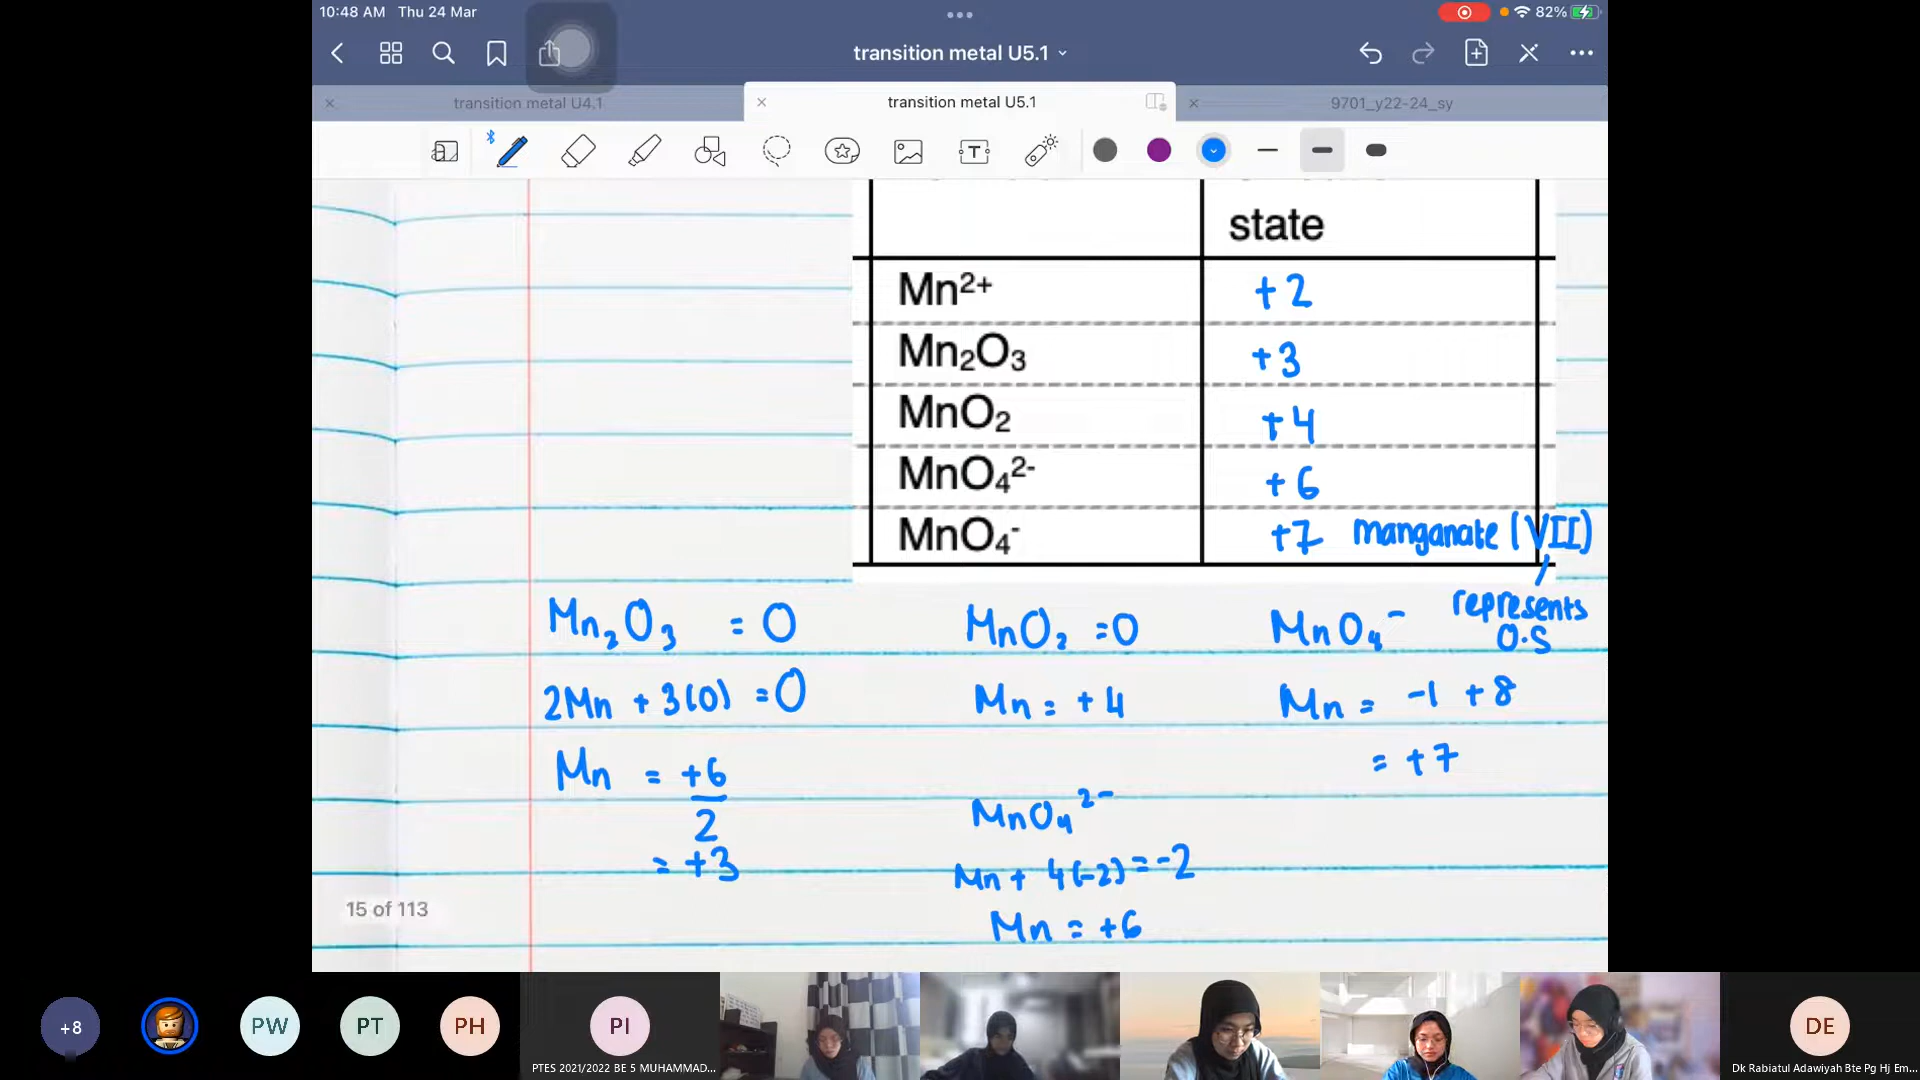 10:48 AM Thu 24 Mar
82%
transition metal U5.1
transition metal U4.1
transition metal U5.1
9701_y22-24_sy
state
Mn²⁺ +2
Mn₂O₃ +3
MnO₂ +4
MnO₄²⁻ +6
MnO₄⁻ +7 manganate (VII)
represents
O.S
Mn₂O₃ = 0
2Mn + 3(O) = 0
Mn = +6
2
= +3
MnO₂ = 0
Mn = +4
MnO₄²⁻
Mn + 4(-2) = -2
Mn = +6
MnO₄⁻
Mn = -1 +8
= +7
15 of 113
+8
PW
PT
PH
PI
PTES 2021/2022 BE 5 MUHAMMAD...
DE
Dk Rabiatul Adawiyah Bte Pg Hj Em...